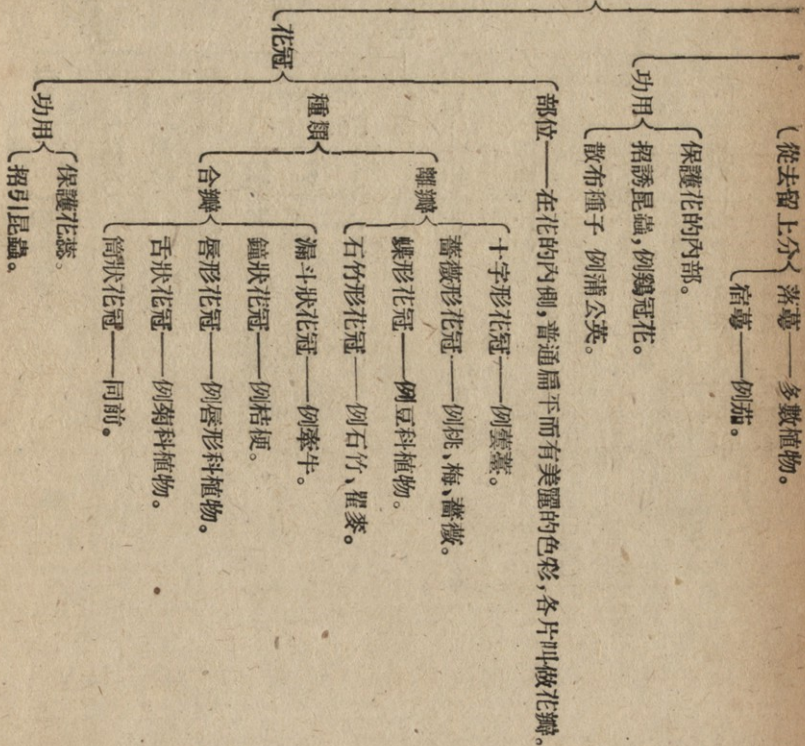 (從去留上分
落萼——多數植物。
宿萼——例茄。
功用
保護花的內部。
招誘昆蟲,例鷄冠花。
散布種子 例蒲公英。
花冠
部位——在花的內側,普通扁平而有美麗的色彩,各片叫做花瓣。
種類
離瓣
十字形花冠——例蕓薹。
薔薇形花冠——例桃、梅、薔薇。
蝶形花冠——例豆科植物。
石竹形花冠——例石竹、瞿麥。
合瓣
漏斗狀花冠——例牽牛。
鐘狀花冠——例桔梗。
唇形花冠——例唇形科植物。
舌狀花冠——例菊科植物。
筒狀花冠——同前。
功用
保護花蕊。
招引昆蟲。